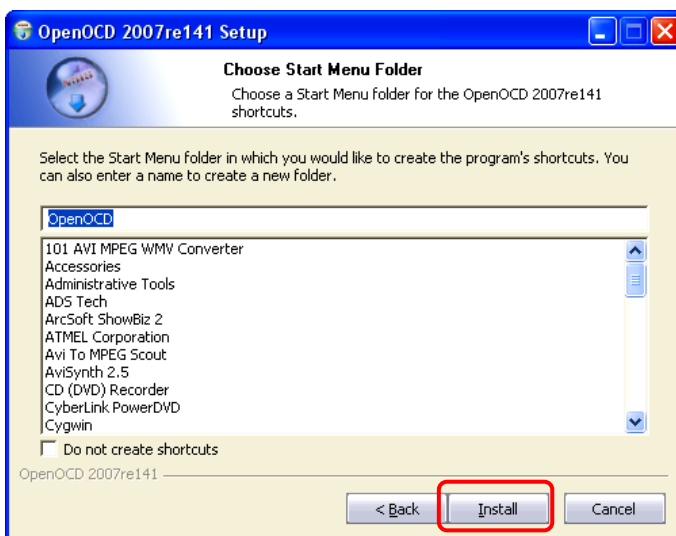 OpenOCD 2007re141 Setup
Choose Start Menu Folder
Choose a Start Menu folder for the OpenOCD 2007re141
shortcuts.
Select the Start Menu folder in which you would like to create the program's shortcuts. You
can also enter a name to create a new folder.
OpenOCD
101 AVI MPEG WMV Converter
Accessories
Administrative Tools
ADS Tech
ArcSoft ShowBiz 2
ATMEL Corporation
Avi To MPEG Scout
AviSynth 2.5
CD (DVD) Recorder
CyberLink PowerDVD
Cygwin
Do not create shortcuts
OpenOCD 2007re141
< Back Install Cancel